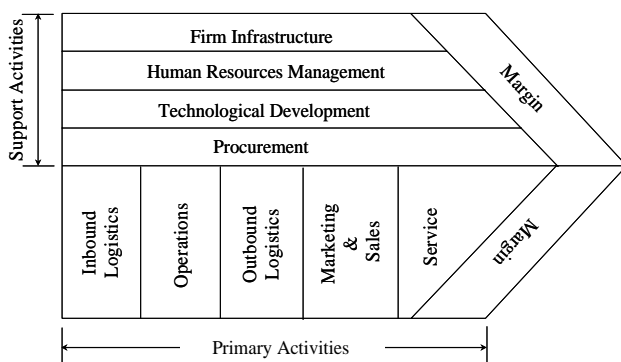 Support Activities
Firm Infrastructure
Human Resources Management
Technological Development
Procurement
Margin
Inbound
Logistics
Operations
Outbound
Logistics
Marketing
&
Sales
Service
Margin
Primary Activities